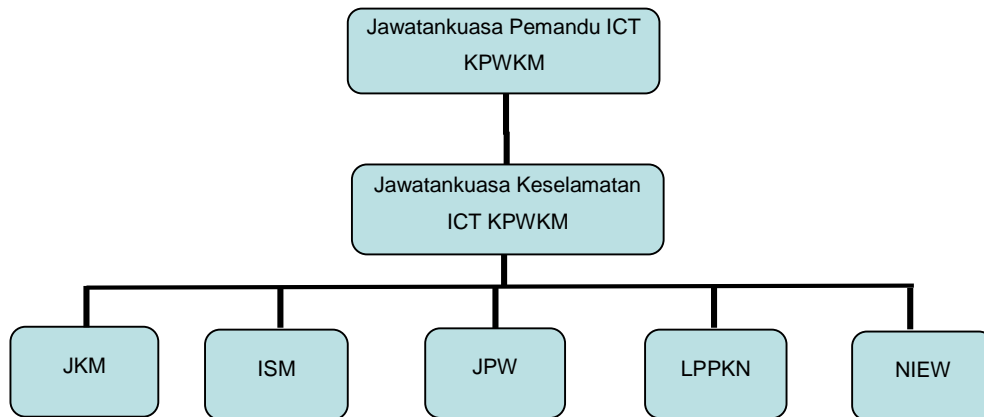 Jawatankuasa Pemandu ICT
KPWKM
Jawatankuasa Keselamatan
ICT KPWKM
JKM
ISM
JPW
LPPKN
NIEW